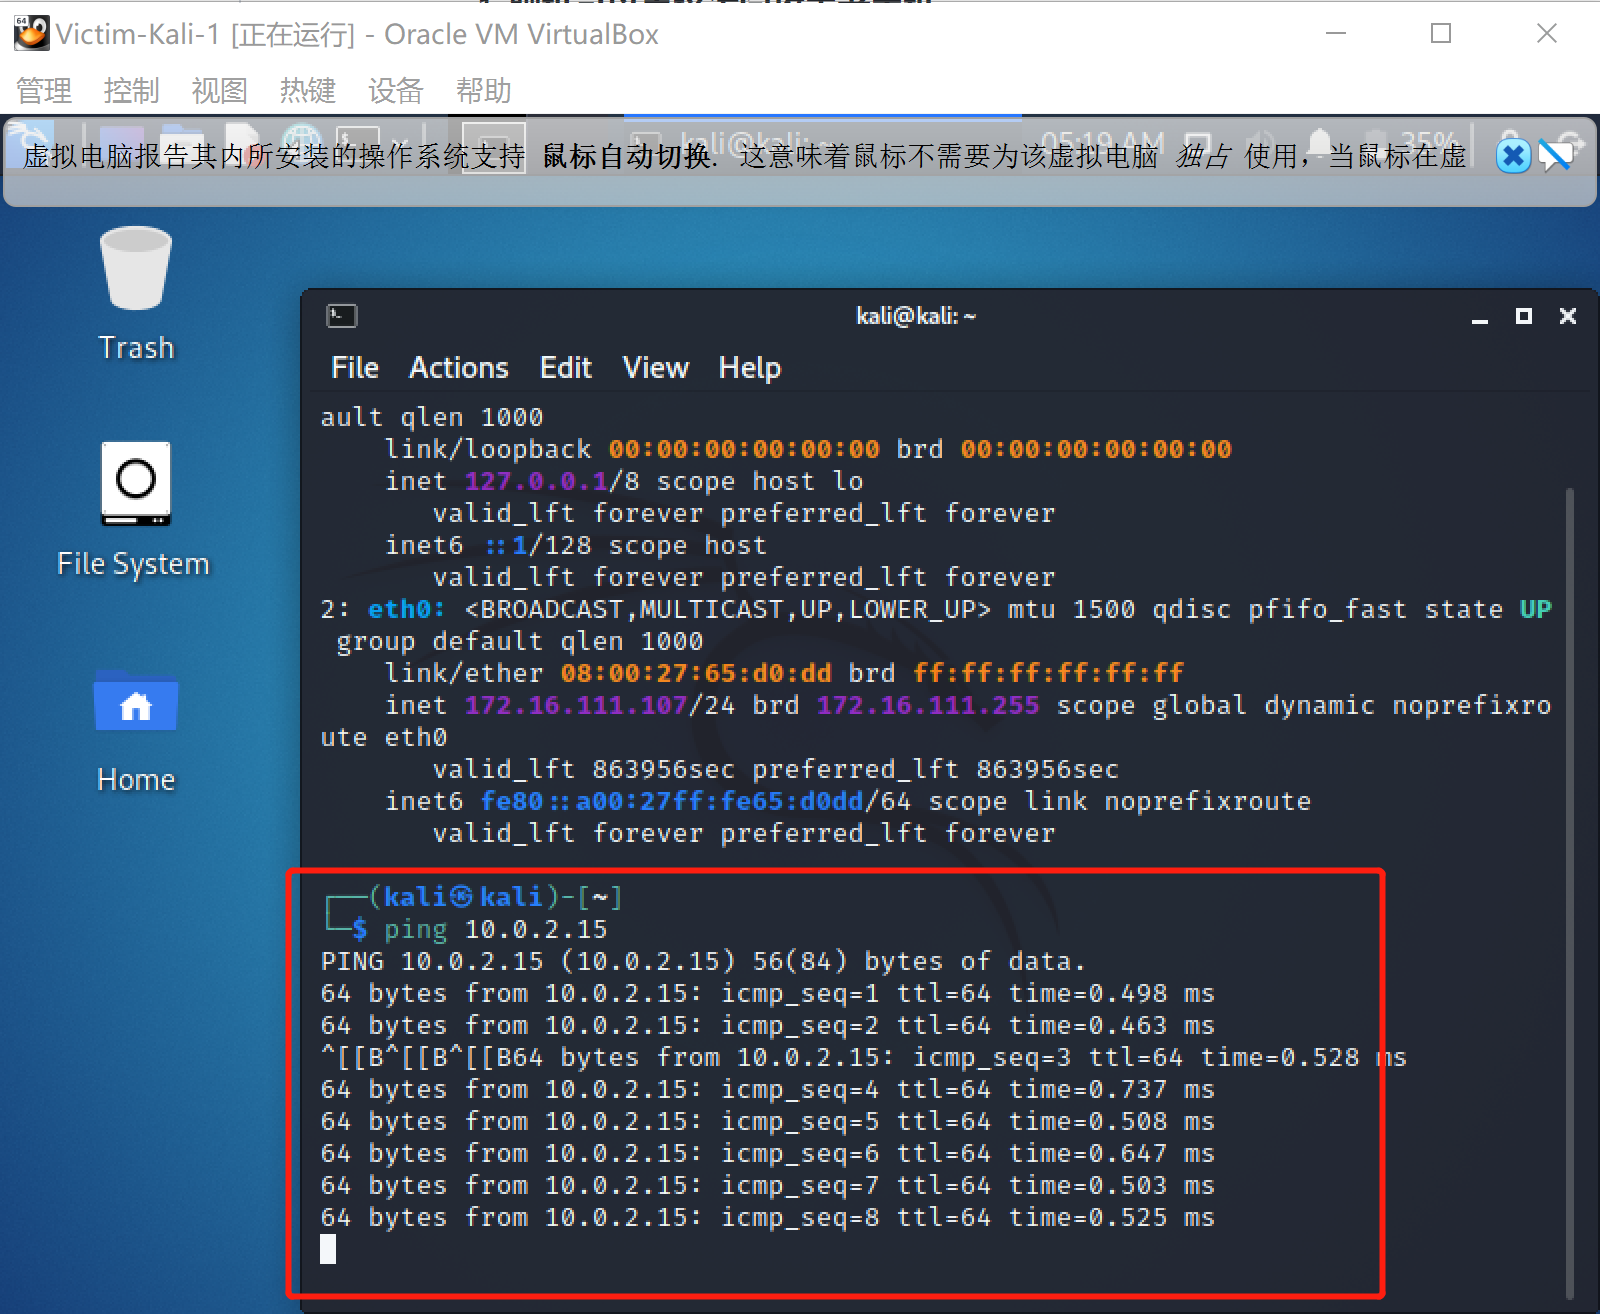 Victim-Kali-1 [正在运行] - Oracle VM VirtualBox
管理 控制 视图 热键 设备 帮助
kali@kali: ~ 05:19 AM 35%
虚拟电脑报告其内所安装的操作系统支持 鼠标自动切换. 这意味着鼠标不需要为该虚拟电脑 独占 使用，当鼠标在虚
Trash
File System
Home
kali@kali: ~
File Actions Edit View Help
ault qlen 1000
link/loopback 00:00:00:00:00:00 brd 00:00:00:00:00:00
inet 127.0.0.1/8 scope host lo
valid_lft forever preferred_lft forever
inet6 ::1/128 scope host
valid_lft forever preferred_lft forever
2: eth0: <BROADCAST,MULTICAST,UP,LOWER_UP> mtu 1500 qdisc pfifo_fast state UP
group default qlen 1000
link/ether 08:00:27:65:d0:dd brd ff:ff:ff:ff:ff:ff
inet 172.16.111.107/24 brd 172.16.111.255 scope global dynamic noprefixro
ute eth0
valid_lft 863956sec preferred_lft 863956sec
inet6 fe80::a00:27ff:fe65:d0dd/64 scope link noprefixroute
valid_lft forever preferred_lft forever
┌──(kali㉿kali)-[~]
└─$ ping 10.0.2.15
PING 10.0.2.15 (10.0.2.15) 56(84) bytes of data.
64 bytes from 10.0.2.15: icmp_seq=1 ttl=64 time=0.498 ms
64 bytes from 10.0.2.15: icmp_seq=2 ttl=64 time=0.463 ms
^[[B^[[B^[[B64 bytes from 10.0.2.15: icmp_seq=3 ttl=64 time=0.528 ms
64 bytes from 10.0.2.15: icmp_seq=4 ttl=64 time=0.737 ms
64 bytes from 10.0.2.15: icmp_seq=5 ttl=64 time=0.508 ms
64 bytes from 10.0.2.15: icmp_seq=6 ttl=64 time=0.647 ms
64 bytes from 10.0.2.15: icmp_seq=7 ttl=64 time=0.503 ms
64 bytes from 10.0.2.15: icmp_seq=8 ttl=64 time=0.525 ms